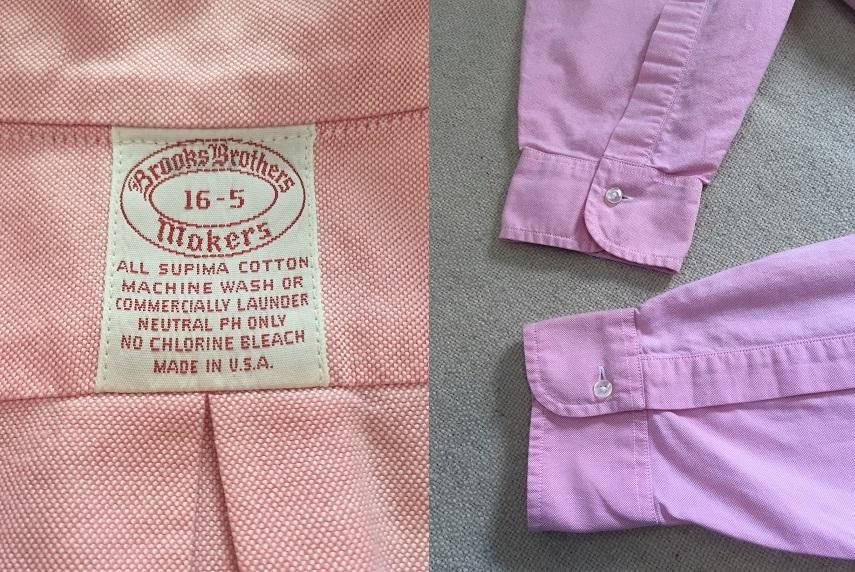 Brooks Brothers
16-5
Makers
ALL SUPIMA COTTON
MACHINE WASH OR
COMMERCIALLY LAUNDER
NEUTRAL PH ONLY
NO CHLORINE BLEACH
MADE IN U.S.A.